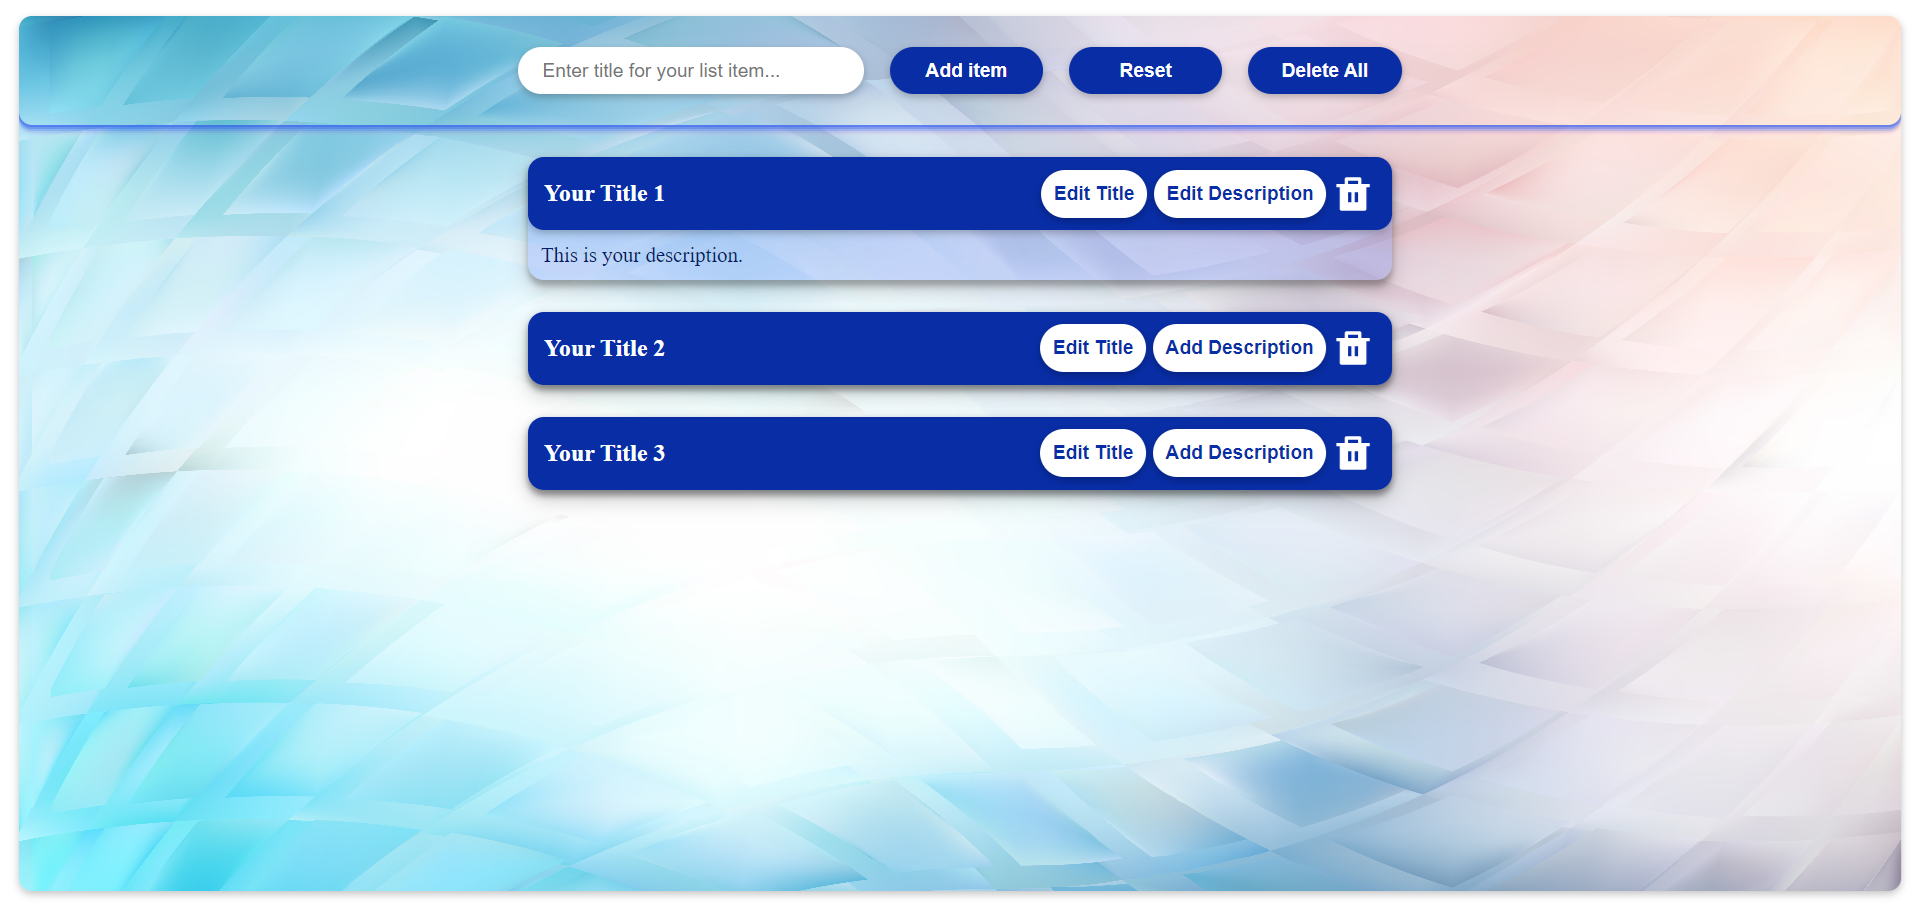 Enter title for your list item... Add item Reset Delete All
Your Title 1 Edit Title Edit Description
This is your description.
Your Title 2 Edit Title Add Description
Your Title 3 Edit Title Add Description